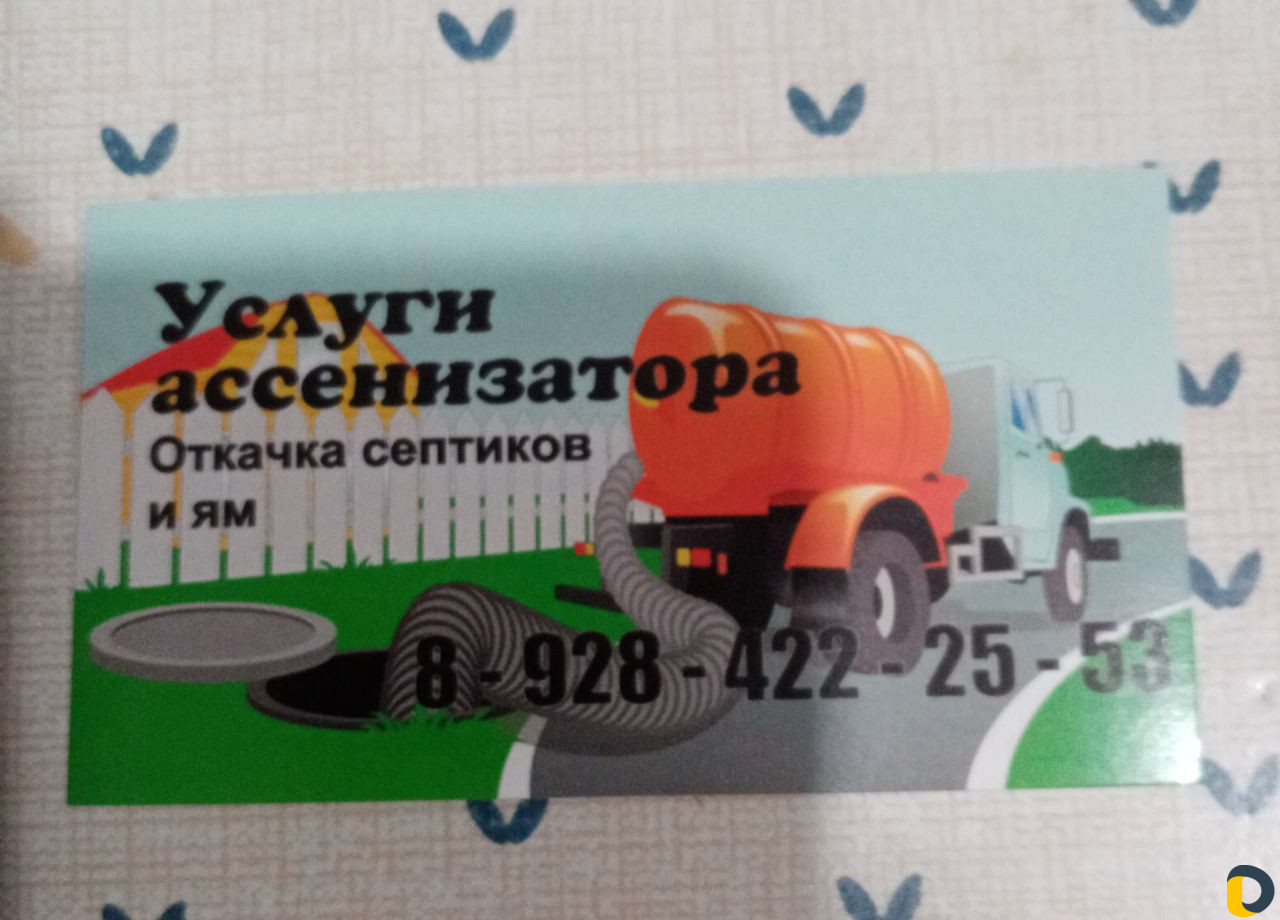 Услуги
ассенизатора
Откачка септиков
и ям
8 - 928 - 422 - 25 - 53